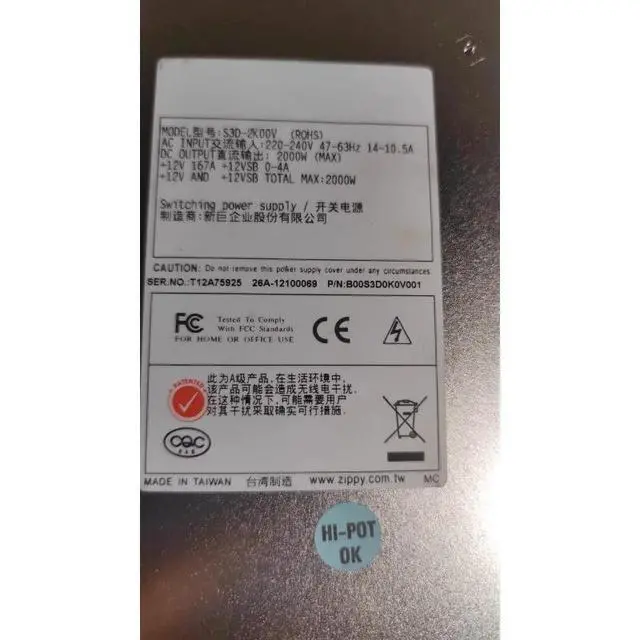 MODEL型号: S3D-2K00V (ROHS)
AC INPUT交流输入: 220-240V 47-63Hz 14-10.5A
DC OUTPUT直流输出: 2000W (MAX)
+12V 167A +12VSB 0-4A
+12V AND +12VSB TOTAL MAX:2000W
Switching power supply / 开关电源
制造商: 新巨企业股份有限公司
CAUTION: Do not remove this power supply cover under any circumstances
SER.NO.:T12A75925 26A-12100069 P/N:B00S3D0K0V001
FC Tested To Comply
With FCC Standards
FOR HOME OR OFFICE USE
CE
此为A级产品,在生活环境中,
该产品可能会造成无线电干扰,
在这种情况下,可能需要用户
对其干扰采取确实可行措施.
PATENTED
CQC
MADE IN TAIWAN 台湾制造 www.zippy.com.tw MC
HI-POT
OK